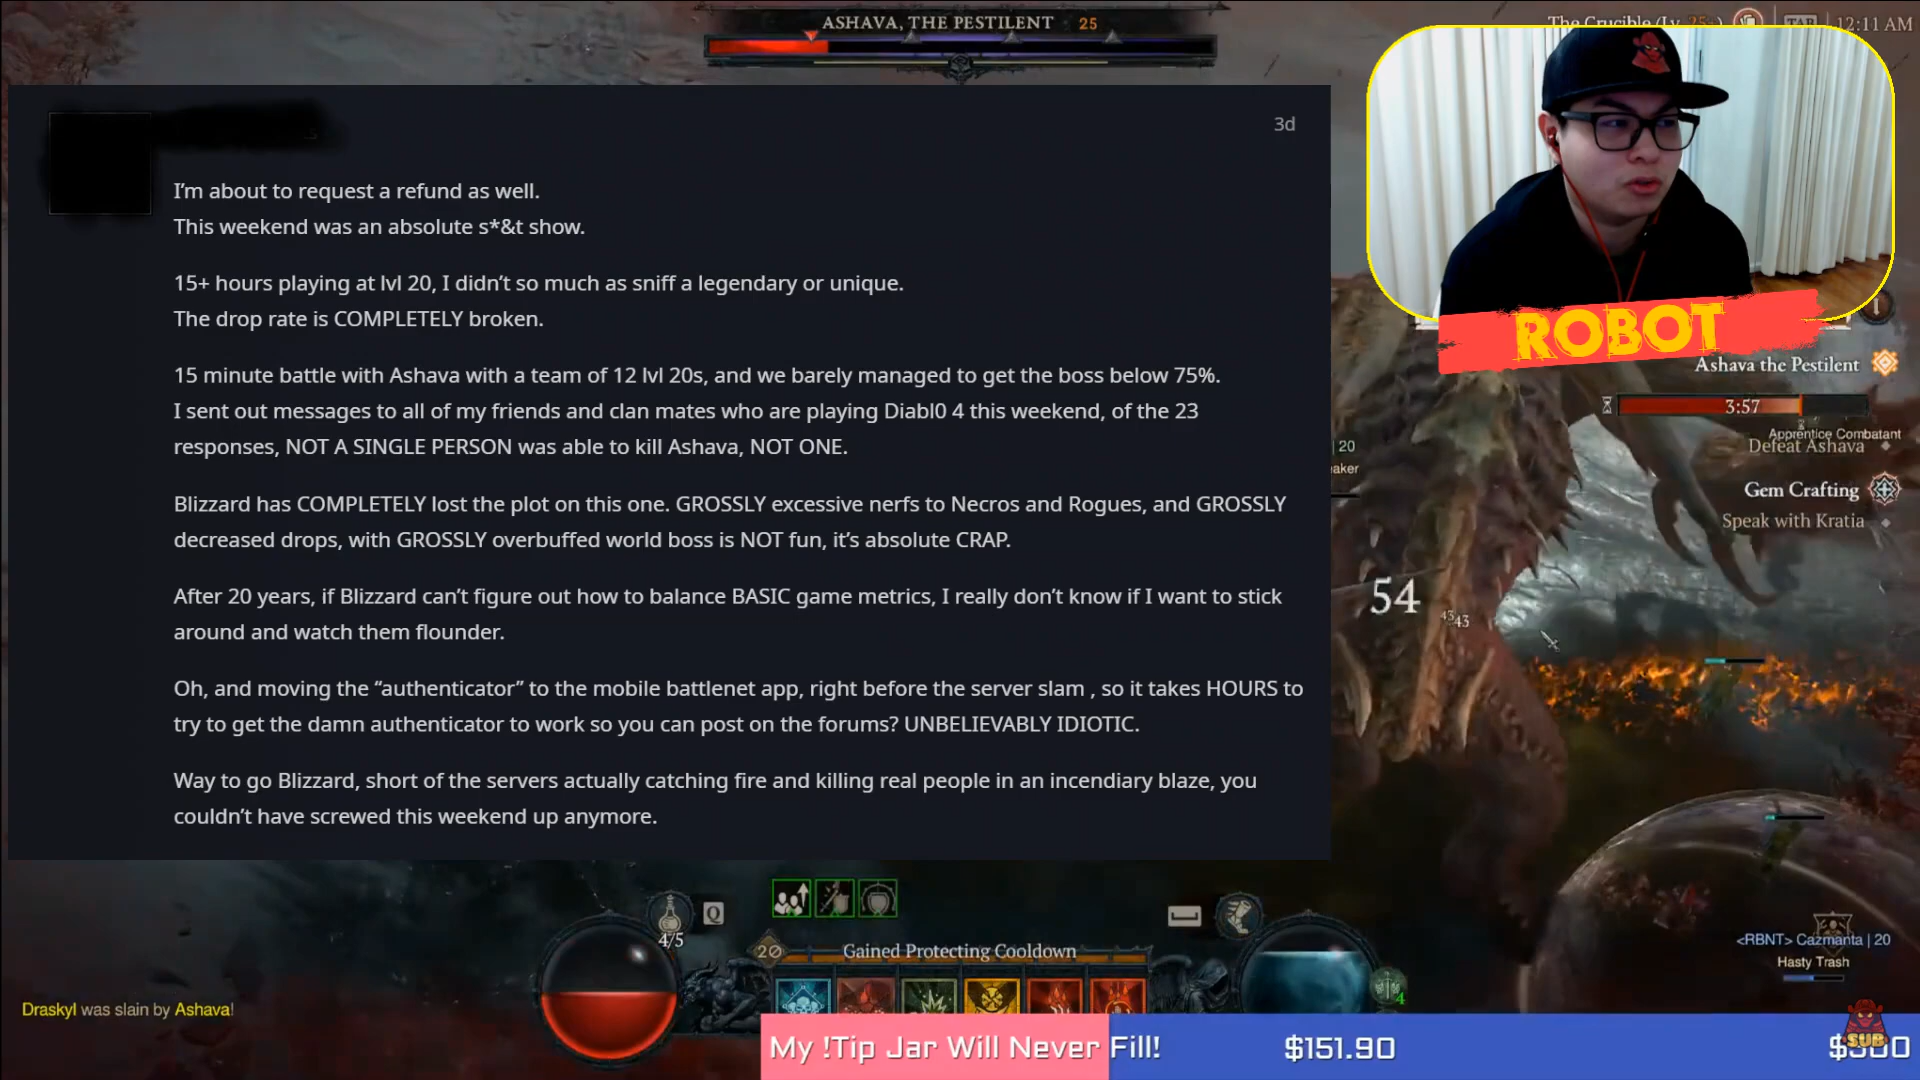 ASHAVA, THE PESTILENT 25
The Crucible (Lv. 25+)
TAB
12:11 AM
3d
I'm about to request a refund as well.
This weekend was an absolute s*&t show.
15+ hours playing at lvl 20, I didn't so much as sniff a legendary or unique.
The drop rate is COMPLETELY broken.
15 minute battle with Ashava with a team of 12 lvl 20s, and we barely managed to get the boss below 75%.
I sent out messages to all of my friends and clan mates who are playing Diabl0 4 this weekend, of the 23
responses, NOT A SINGLE PERSON was able to kill Ashava, NOT ONE.
Blizzard has COMPLETELY lost the plot on this one. GROSSLY excessive nerfs to Necros and Rogues, and GROSSLY
decreased drops, with GROSSLY overbuffed world boss is NOT fun, it's absolute CRAP.
After 20 years, if Blizzard can't figure out how to balance BASIC game metrics, I really don't know if I want to stick
around and watch them flounder.
Oh, and moving the “authenticator” to the mobile battlenet app, right before the server slam , so it takes HOURS to
try to get the damn authenticator to work so you can post on the forums? UNBELIEVABLY IDIOTIC.
Way to go Blizzard, short of the servers actually catching fire and killing real people in an incendiary blaze, you
couldn't have screwed this weekend up anymore.
ROBOT
Ashava the Pestilent
3:57
Apprentice Combatant
Defeat Ashava
Gem Crafting
Speak with Kratia
| 20
eaker
54
43
43
<RBNT> Cazmanta | 20
Hasty Trash
4/5
Q
20
Gained Protecting Cooldown
4
Draskyl was slain by Ashava!
My !Tip Jar Will Never Fill!
$151.90
SUB